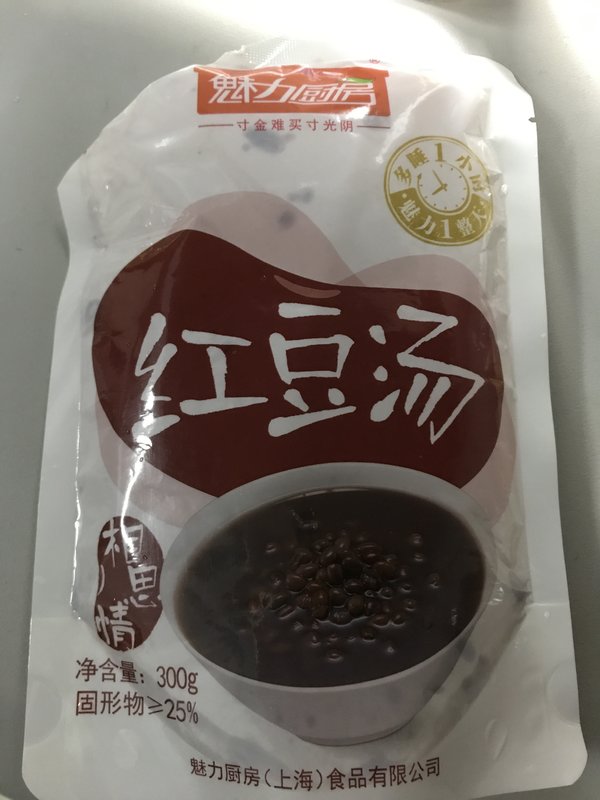 魅力厨房
寸金难买寸光阴
多睡1小时
魅力1整天
红豆汤
相思
情
净含量：300g
固形物≥25%
魅力厨房（上海）食品有限公司